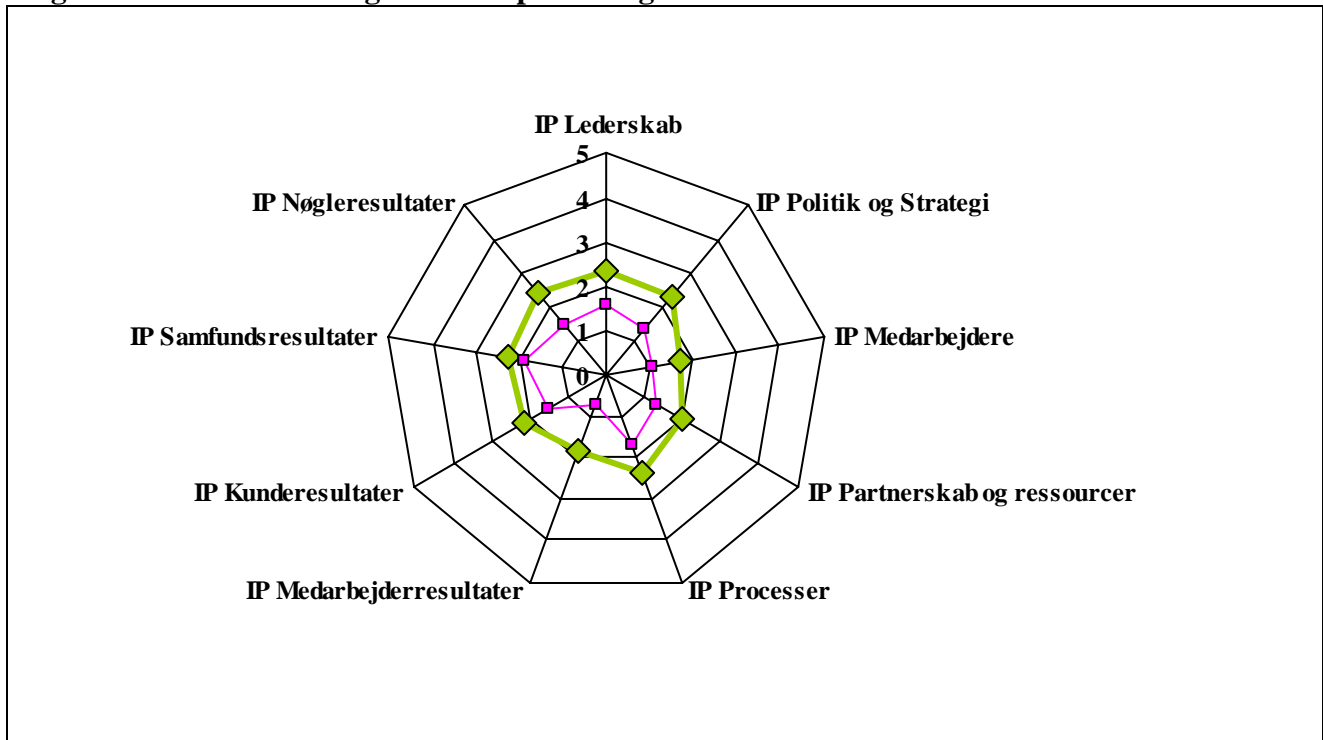 IP Lederskab
5
IP Nøgleresultater
4
IP Politik og Strategi
3
2
IP Samfundsresultater
1
IP Medarbejdere
0
IP Kunderesultater
IP Partnerskab og ressourcer
IP Medarbejderresultater
IP Processer